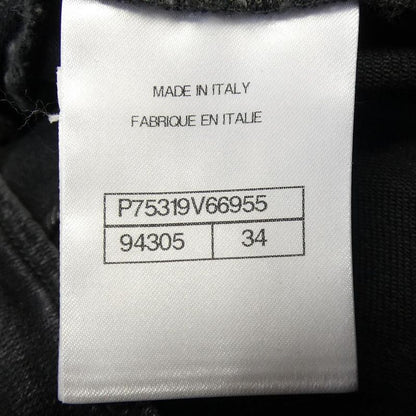 MADE IN ITALY
FABRIQUE EN ITALIE
P75319V66955
94305 34